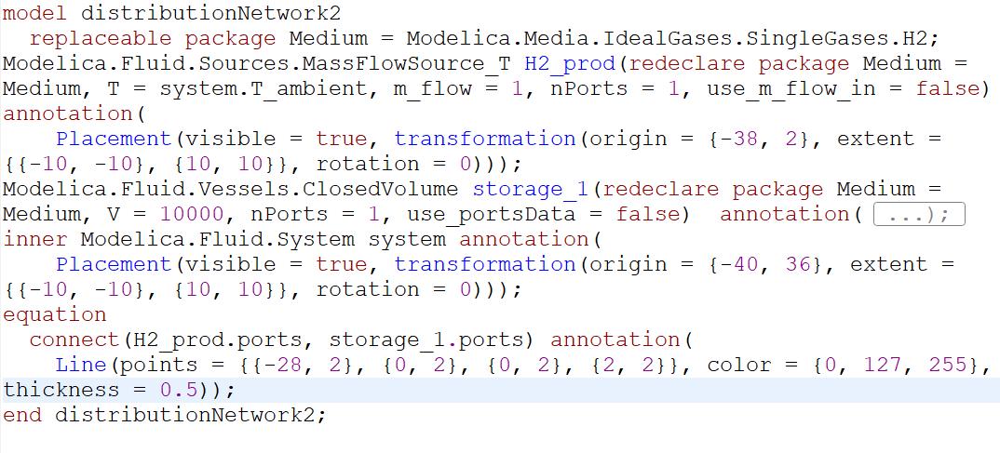 model distributionNetwork2
  replaceable package Medium = Modelica.Media.IdealGases.SingleGases.H2;
Modelica.Fluid.Sources.MassFlowSource_T H2_prod(redeclare package Medium =
Medium, T = system.T_ambient, m_flow = 1, nPorts = 1, use_m_flow_in = false)
annotation(
    Placement(visible = true, transformation(origin = {-38, 2}, extent =
{{-10, -10}, {10, 10}}, rotation = 0)));
Modelica.Fluid.Vessels.ClosedVolume storage_1(redeclare package Medium =
Medium, V = 10000, nPorts = 1, use_portsData = false)  annotation( ...);
inner Modelica.Fluid.System system annotation(
    Placement(visible = true, transformation(origin = {-40, 36}, extent =
{{-10, -10}, {10, 10}}, rotation = 0)));
equation
  connect(H2_prod.ports, storage_1.ports) annotation(
    Line(points = {{-28, 2}, {0, 2}, {0, 2}, {2, 2}}, color = {0, 127, 255},
thickness = 0.5));
end distributionNetwork2;